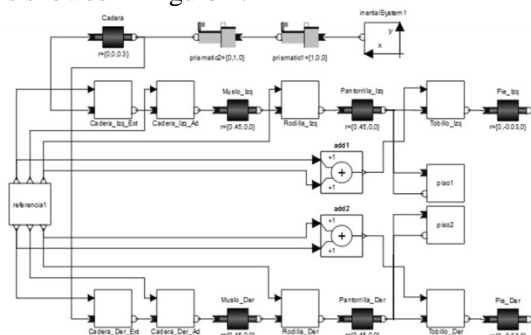 Cadera
inertialSystem1
y
x
r={0,0,0.3}
prismatic2={0,1,0}
prismatic1={1,0,0}
Muslo_Izq
Pantorrilla_Izq
Pie_Izq
Cadera_Izq_Ext
Cadera_Izq_Ad
r={0.45,0,0}
Rodilla_Izq
r={0.45,0,0}
Tobillo_Izq
r={0,-0.03,0}
add1
+1
+
+1
piso1
referencia1
add2
piso2
+1
+
+1
Muslo_Der
Pantorrilla_Der
Pie_Der
Cadera_Der_Ext
Cadera_Der_Ad
Rodilla_Der
Tobillo_Der